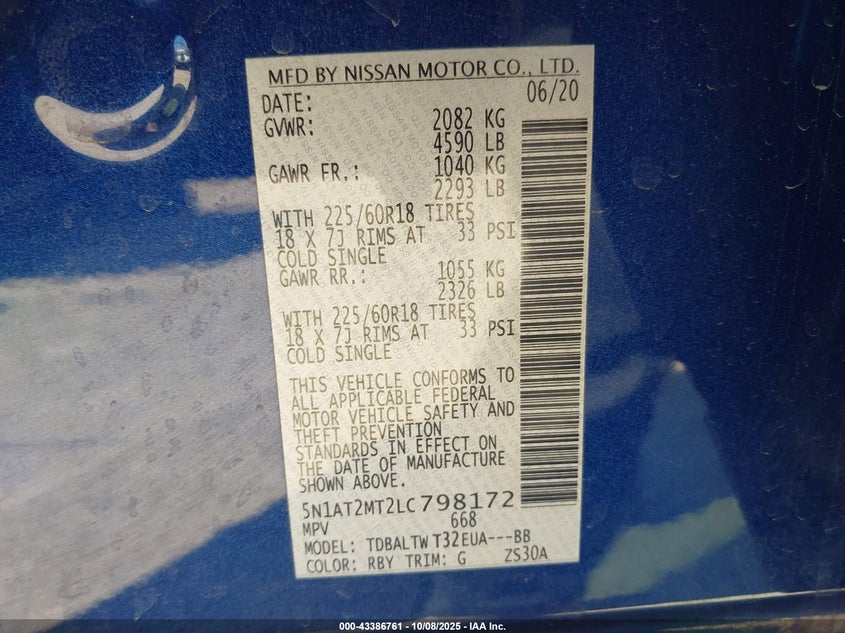 MFD BY NISSAN MOTOR CO., LTD.
DATE: 06/20
GVWR: 2082 KG
4590 LB
GAWR FR.: 1040 KG
2293 LB
WITH 225/60R18 TIRES
18 X 7J RIMS AT 33 PSI
COLD SINGLE
GAWR RR.: 1055 KG
2326 LB
WITH 225/60R18 TIRES
18 X 7J RIMS AT 33 PSI
COLD SINGLE
THIS VEHICLE CONFORMS TO
ALL APPLICABLE FEDERAL
MOTOR VEHICLE SAFETY AND
THEFT PREVENTION
STANDARDS IN EFFECT ON
THE DATE OF MANUFACTURE
SHOWN ABOVE.
5N1AT2MT2LC798172
MPV 668
MODEL: TDBALTW T32EUA---BB
COLOR: RBY TRIM: G ZS30A
000-43386761 - 10/08/2025 - IAA Inc.